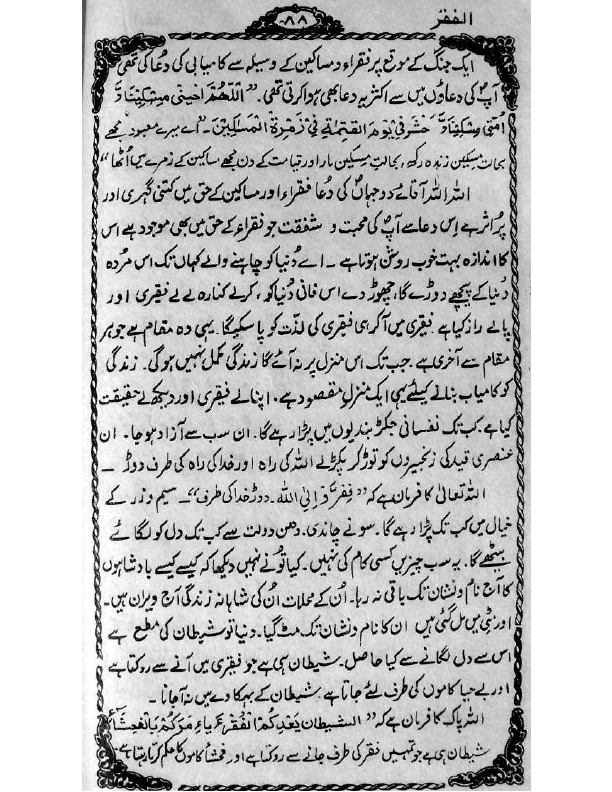 الفقر
۸۸
ایک جنگ کے موقع پر فقراء و مساکین کے وسیلہ سے کامیابی کی دعا کی تھی
آپؐ کی دعاؤں میں سے اکثر یہ دعا بھی ہوا کرتی تھی۔ "اَللّٰهُمَّ اَحْيِنِىْ مِسْكِيْنًا وَّ
اَمِتْنِىْ مِسْكِيْنًا وَّ حْشُرْنِىْ يَوْمَ الْقِيٰمَةِ فِىْ زُمْرَةِ الْمَسَاكِيْنَ۔ "اے میرے معبود مجھے
بحالت مسکین زندہ رکھ، بحالتِ مسکین مار اور قیامت کے دن مجھے مساکین کے زمرے میں اُٹھا"
اللہ اللہ آقائے دوجہاںؐ کی دُعا فقراء اور مساکین کے حق میں کتنی گہری اور
پُراثر ہے اِس دعا سے آپؐ کی محبت و شفقت جو فقراء کے حق میں بھی موجود ہے اس
کا اندازہ بہت خوب روشن ہوتا ہے ۔ اے دُنیا کو چاہنے والے کہاں تک اس مُردہ
دُنیا کے پیچھے دوڑے گا، چھوڑ دے اس فانی دُنیا کو، کرلے کنارہ لے لے فقیری اور
پالے راز کیا ہے فقیری میں آ کر ہی فقیری کی لذّت کو پا سکیگا۔ یہی وہ مقام ہے جو ہر
مقام سے آخری ہے۔ جب تک اس منزل پر نہ آئے گا زندگی مکمل نہیں ہوگی۔ زندگی
کو کامیاب بنانے کیلئے یہی ایک منزلِ مقصود ہے۔ اپنالے فقیری اور دیکھ لے حقیقت
کیا ہے کب تک نفسانی جکڑ بندیوں میں پڑا رہے گا۔ ان سب سے آزاد ہوجا۔ ان
عنصری قید کی زنجیروں کو توڑ کر پکڑلے اللہ کی راہ اور خدا کی راہ کی طرف دوڑ ۔
اللہ تعالیٰ کا فرمان ہے کہ "فَفِرُّوْا اِلَى اللہ۔ دوڑ خدا کی طرف"۔ سیم و زر کے
خیال میں کب تک پڑا رہے گا۔ سونے چاندی، دھن دولت سے کب تک دل کو لگائے
بیٹھے گا۔ یہ سب چیزیں کسی کام کی نہیں۔ کیا تُو نے نہیں دیکھا کہ کیسے کیسے بادشاہوں
کا آج نام و نشان تک باقی نہ رہا۔ اُن کے محلات اُن کی شاہانہ زندگی آج ویران ہیں۔
اور مٹی میں مل گئی ہیں ان کا نام و نشان تک مٹ گیا۔ دنیا تو شیطان کی مطع ہے
اس سے دل لگانے سے کیا حاصل۔ شیطان ہی ہے جو فقیری میں آنے سے روکتا ہے
اور بے حیا کاموں کی طرف لئے جاتا ہے۔ شیطان کے بہکاوے میں نہ آجانا ۔
اللہ پاک کا فرمان ہے کہ "الشیطان یَعِدُکُمُ الْفَقْرَ وَیَاءْمُرُکُمْ بِالْفَحْشَآءِ
شیطان ہی ہے جو تمہیں فقر کی طرف جانے سے روکتا ہے اور فحشاً کاموں کا حکم کرتا رہتا ہے